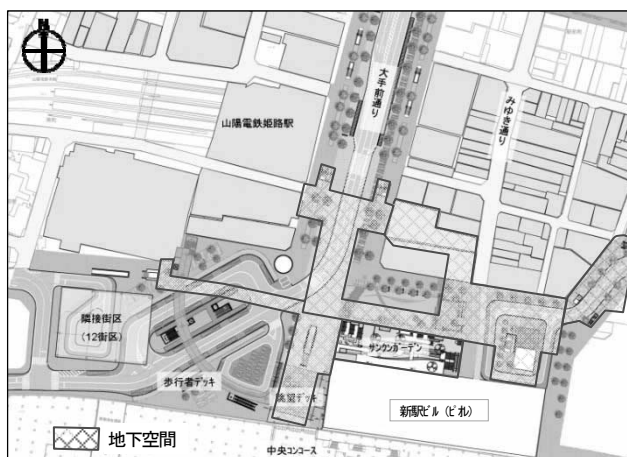 N
大手前通り
みゆき通り
山陽電鉄姫路駅
隣接街区
(12街区)
サンクンガーデン
歩行者デッキ
眺望デッキ
新駅ビル (ピオレ)
地下空間
中央コンコース